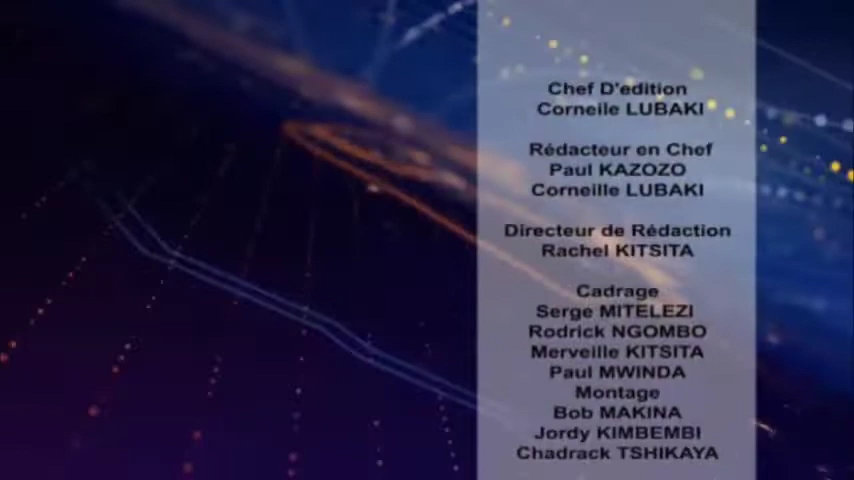 Chef D'edition
Corneile LUBAKI
Rédacteur en Chef
Paul KAZOZO
Corneille LUBAKI
Directeur de Rédaction
Rachel KITSITA
Cadrage
Serge MITELEZI
Rodrick NGOMBO
Merveille KITSITA
Paul MWINDA
Montage
Bob MAKINA
Jordy KIMBEMBI
Chadrack TSHIKAYA